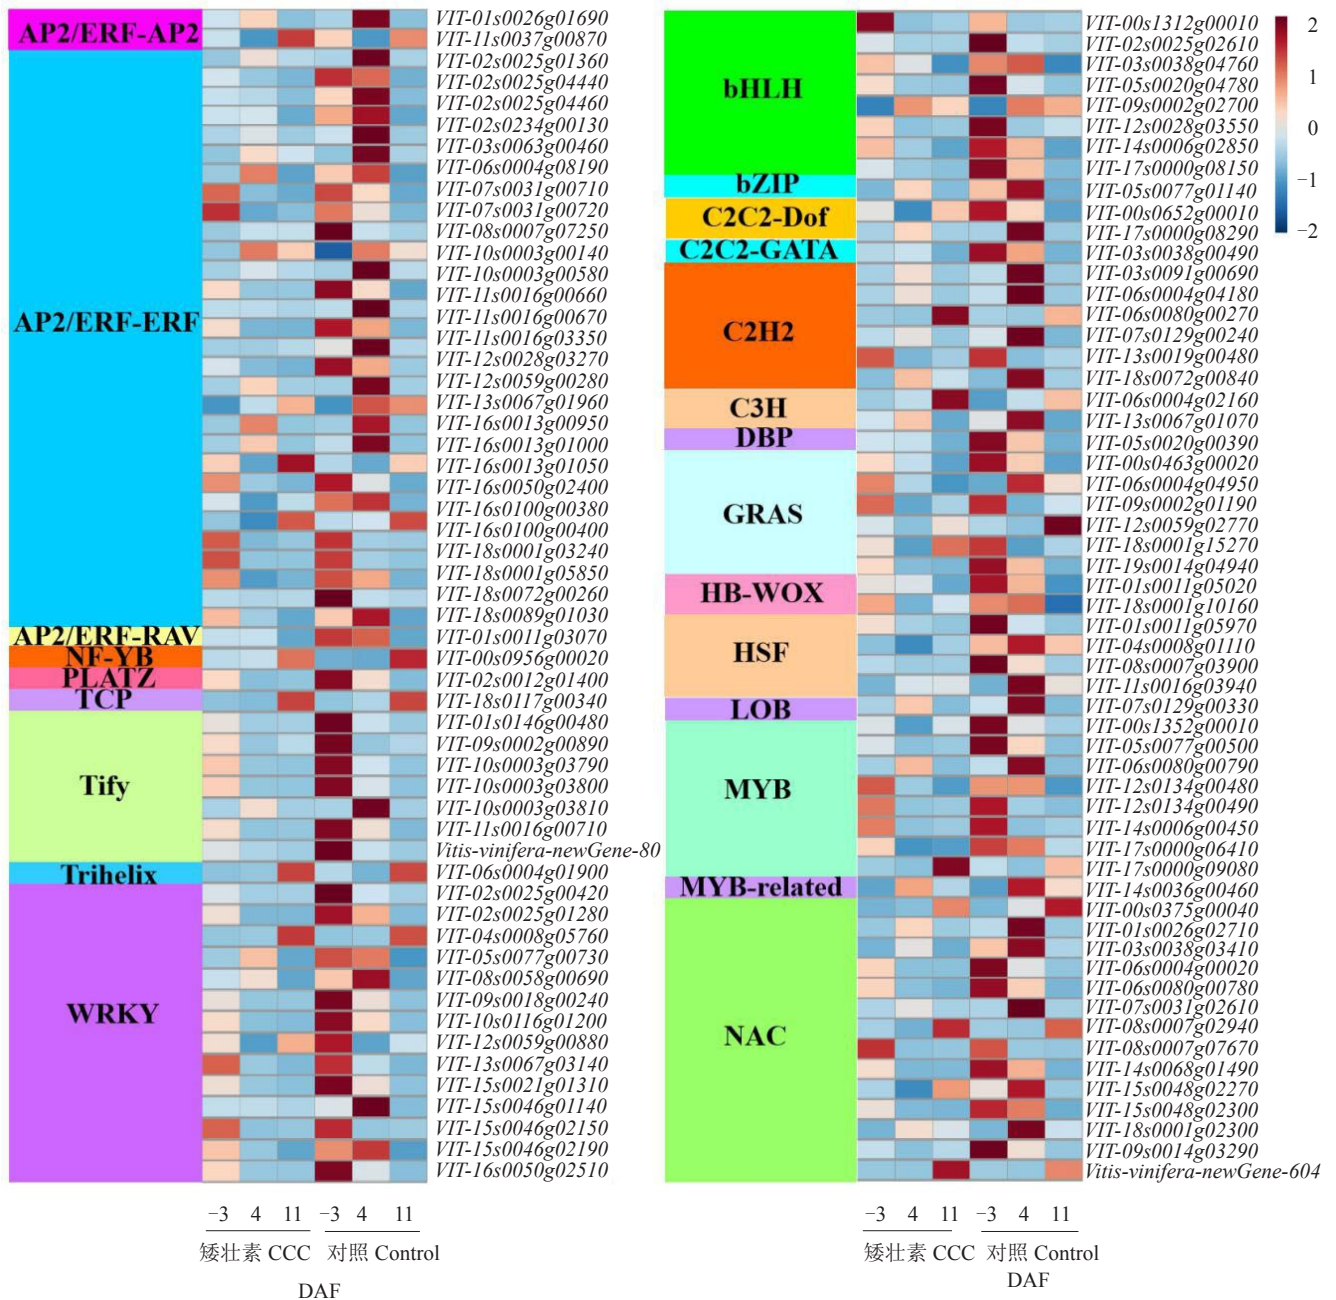 AP2/ERF-AP2
AP2/ERF-ERF
AP2/ERF-RAV
NF-YB
PLATZ
TCP
Tify
Trihelix
WRKY
VIT-01s0026g01690
VIT-11s0037g00870
VIT-02s0025g01360
VIT-02s0025g04440
VIT-02s0025g04460
VIT-02s0234g00130
VIT-03s0063g00460
VIT-06s0004g08190
VIT-07s0031g00710
VIT-07s0031g00720
VIT-08s0007g07250
VIT-10s0003g00140
VIT-10s0003g00580
VIT-11s0016g00660
VIT-11s0016g00670
VIT-11s0016g03350
VIT-12s0028g03270
VIT-12s0059g00280
VIT-13s0067g01960
VIT-16s0013g00950
VIT-16s0013g01000
VIT-16s0013g01050
VIT-16s0050g02400
VIT-16s0100g00380
VIT-16s0100g00400
VIT-18s0001g03240
VIT-18s0001g05850
VIT-18s0072g00260
VIT-18s0089g01030
VIT-01s0011g03070
VIT-00s0956g00020
VIT-02s0012g01400
VIT-18s0117g00340
VIT-01s0146g00480
VIT-09s0002g00890
VIT-10s0003g03790
VIT-10s0003g03800
VIT-10s0003g03810
VIT-11s0016g00710
Vitis-vinifera-newGene-80
VIT-06s0004g01900
VIT-02s0025g00420
VIT-02s0025g01280
VIT-04s0008g05760
VIT-05s0077g00730
VIT-08s0058g00690
VIT-09s0018g00240
VIT-10s0116g01200
VIT-12s0059g00880
VIT-13s0067g03140
VIT-15s0021g01310
VIT-15s0046g01140
VIT-15s0046g02150
VIT-15s0046g02190
VIT-16s0050g02510
−3 4 11 −3 4 11
矮壮素 CCC 对照 Control
DAF
bHLH
bZIP
C2C2-Dof
C2C2-GATA
C2H2
C3H
DBP
GRAS
HB-WOX
HSF
LOB
MYB
MYB-related
NAC
VIT-00s1312g00010
VIT-02s0025g02610
VIT-03s0038g04760
VIT-05s0020g04780
VIT-09s0002g02700
VIT-12s0028g03550
VIT-14s0006g02850
VIT-17s0000g08150
VIT-05s0077g01140
VIT-00s0652g00010
VIT-17s0000g08290
VIT-03s0038g00490
VIT-03s0091g00690
VIT-06s0004g04180
VIT-06s0080g00270
VIT-07s0129g00240
VIT-13s0019g00480
VIT-18s0072g00840
VIT-06s0004g02160
VIT-13s0067g01070
VIT-05s0020g00390
VIT-00s0463g00020
VIT-06s0004g04950
VIT-09s0002g01190
VIT-12s0059g02770
VIT-18s0001g15270
VIT-19s0014g04940
VIT-01s0011g05020
VIT-18s0001g10160
VIT-01s0011g05970
VIT-04s0008g01110
VIT-08s0007g03900
VIT-11s0016g03940
VIT-07s0129g00330
VIT-00s1352g00010
VIT-05s0077g00500
VIT-06s0080g00790
VIT-12s0134g00480
VIT-12s0134g00490
VIT-14s0006g00450
VIT-17s0000g06410
VIT-17s0000g09080
VIT-14s0036g00460
VIT-00s0375g00040
VIT-01s0026g02710
VIT-03s0038g03410
VIT-06s0004g00020
VIT-06s0080g00780
VIT-07s0031g02610
VIT-08s0007g02940
VIT-08s0007g07670
VIT-14s0068g01490
VIT-15s0048g02270
VIT-15s0048g02300
VIT-18s0001g02300
VIT-09s0014g03290
Vitis-vinifera-newGene-604
−3 4 11 −3 4 11
矮壮素 CCC 对照 Control
DAF
2
1
0
−1
−2